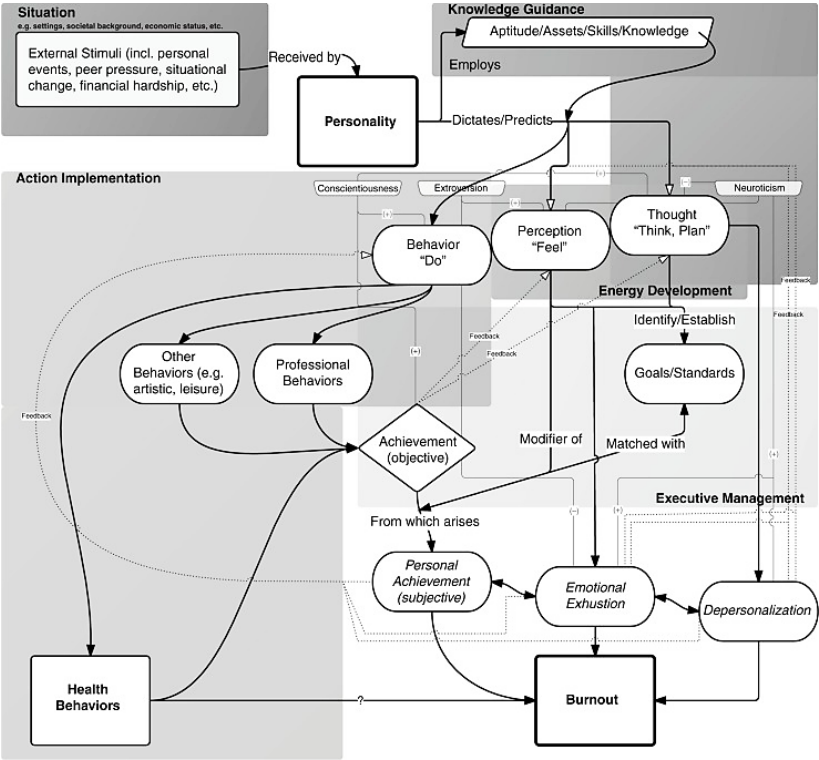 Situation
e.g. settings, societal background, economic status, etc.
External Stimuli (incl. personal
events, peer pressure, situational
change, financial hardship, etc.)
Received by
Knowledge Guidance
Aptitude/Assets/Skills/Knowledge
Employs
Personality
Dictates/Predicts
Action Implementation
Conscientiousness
Extroversion
Neuroticism
(+)
(–)
(+)
(+)
Behavior
“Do”
Perception
“Feel”
Thought
“Think, Plan”
Feedback
Energy Development
Identify/Establish
Feedback
Feedback
(+)
Other
Behaviors (e.g.
artistic, leisure)
Professional
Behaviors
Goals/Standards
Feedback
Achievement
(objective)
Modifier of
Matched with
(+)
Executive Management
(–)
(+)
From which arises
Personal
Achievement
(subjective)
Emotional
Exhustion
Depersonalization
Health
Behaviors
?
Burnout